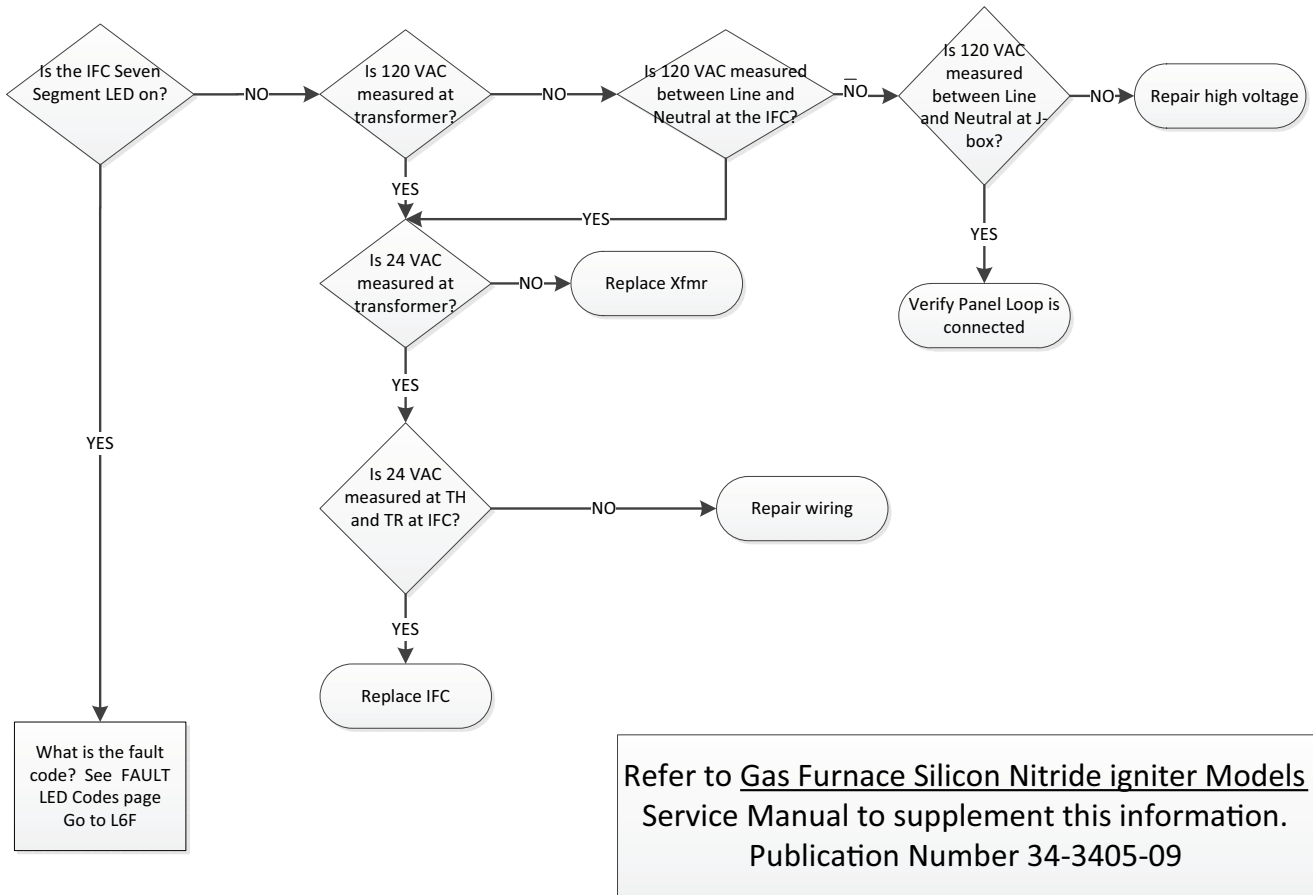 Is the IFC Seven
Segment LED on?
NO
Is 120 VAC
measured at
transformer?
NO
Is 120 VAC measured
between Line and
Neutral at the IFC?
NO
Is 120 VAC
measured
between Line
and Neutral at J-
box?
NO
Repair high voltage
YES
YES
YES
Verify Panel Loop is
connected
Is 24 VAC
measured at
transformer?
NO
Replace Xfmr
YES
Is 24 VAC
measured at TH
and TR at IFC?
NO
Repair wiring
YES
Replace IFC
YES
What is the fault
code? See FAULT
LED Codes page
Go to L6F
Refer to Gas Furnace Silicon Nitride igniter Models
Service Manual to supplement this information.
Publication Number 34-3405-09